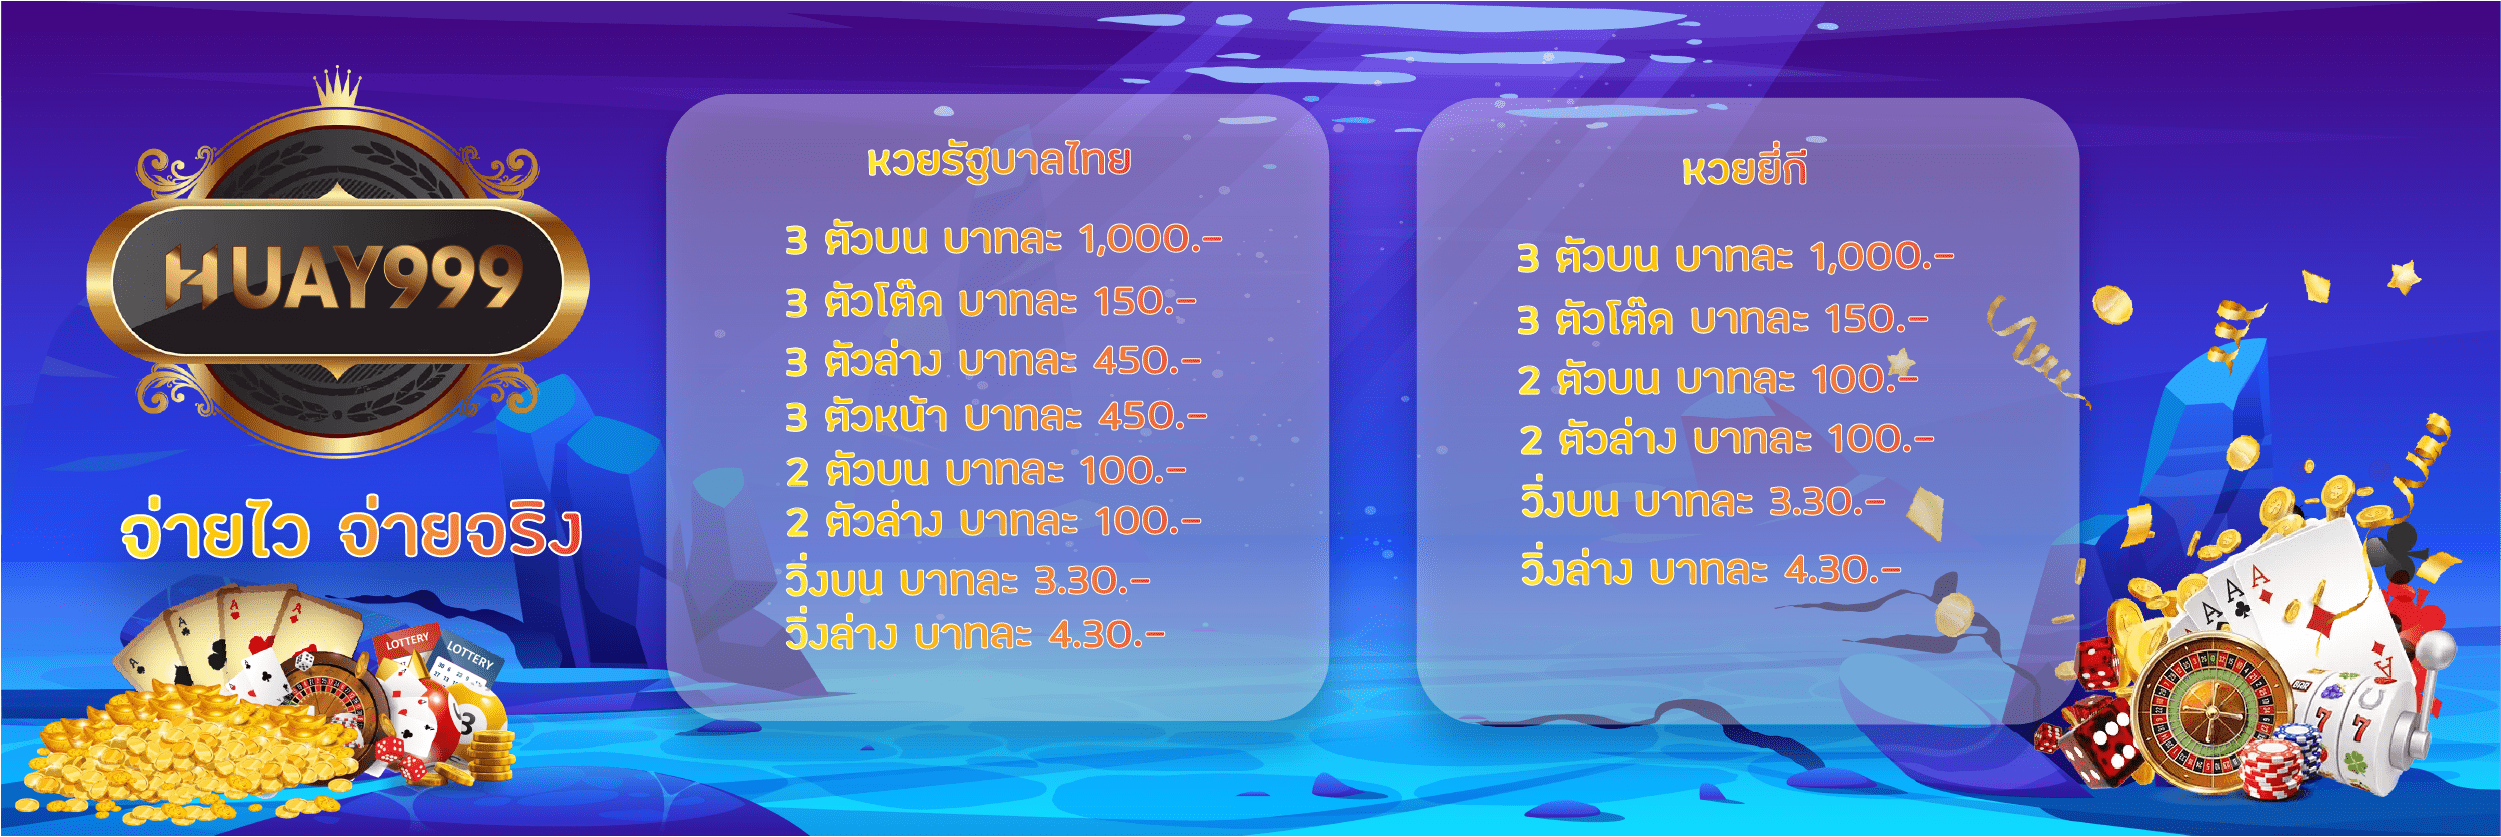 HUAY999
จ่ายไว จ่ายจริง
หวยรัฐบาลไทย
3 ตัวบน บาทละ 1,000.-
3 ตัวโต๊ด บาทละ 150.-
3 ตัวล่าง บาทละ 450.-
3 ตัวหน้า บาทละ 450.-
2 ตัวบน บาทละ 100.-
2 ตัวล่าง บาทละ 100.-
วิ่งบน บาทละ 3.30.-
วิ่งล่าง บาทละ 4.30.-
หวยยี่กี
3 ตัวบน บาทละ 1,000.-
3 ตัวโต๊ด บาทละ 150.-
2 ตัวบน บาทละ 100.-
2 ตัวล่าง บาทละ 100.-
วิ่งบน บาทละ 3.30.-
วิ่งล่าง บาทละ 4.30.-
LOTTERY
LOTTERY